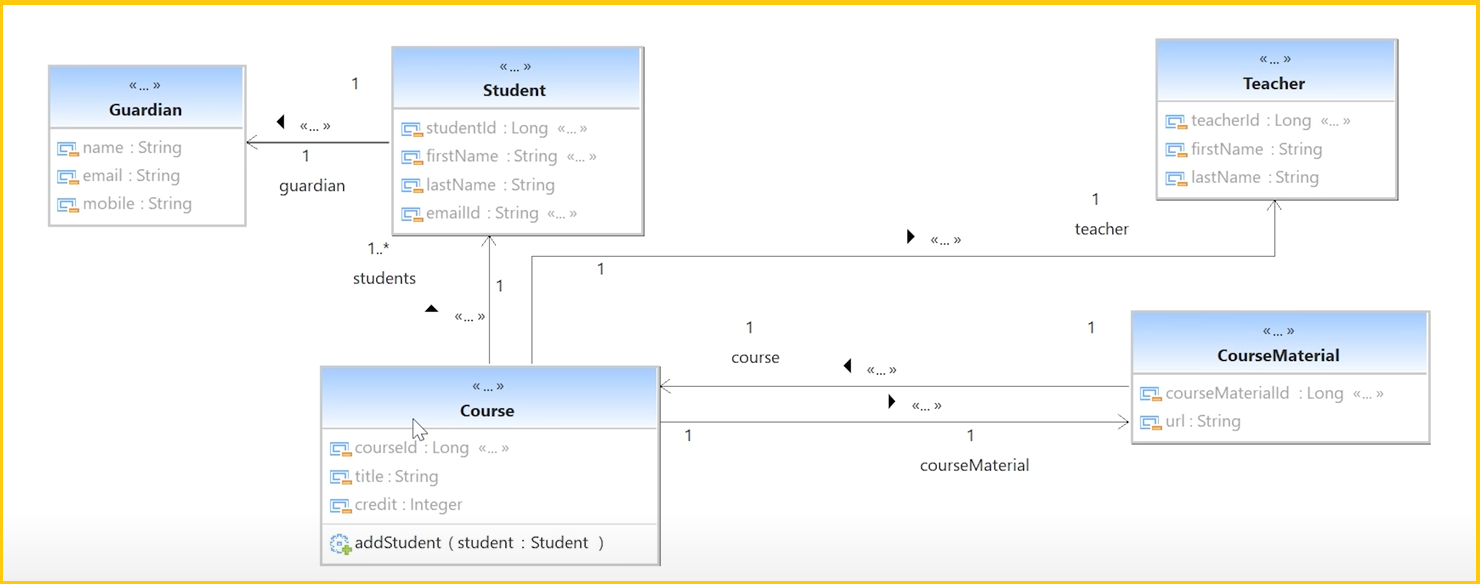 «... »
Guardian
name : String
email : String
mobile : String
1
«... »
1
guardian
«... »
Student
studentId : Long «... »
firstName : String «... »
lastName : String
emailId : String «... »
«... »
Teacher
teacherId : Long «... »
firstName : String
lastName : String
1..*
students
1
«... »
1
«... »
1
teacher
1
course
«... »
1
«... »
1
1
courseMaterial
«... »
CourseMaterial
courseMaterialId : Long «... »
url : String
«... »
Course
courseId : Long «... »
title : String
credit : Integer
addStudent ( student : Student )